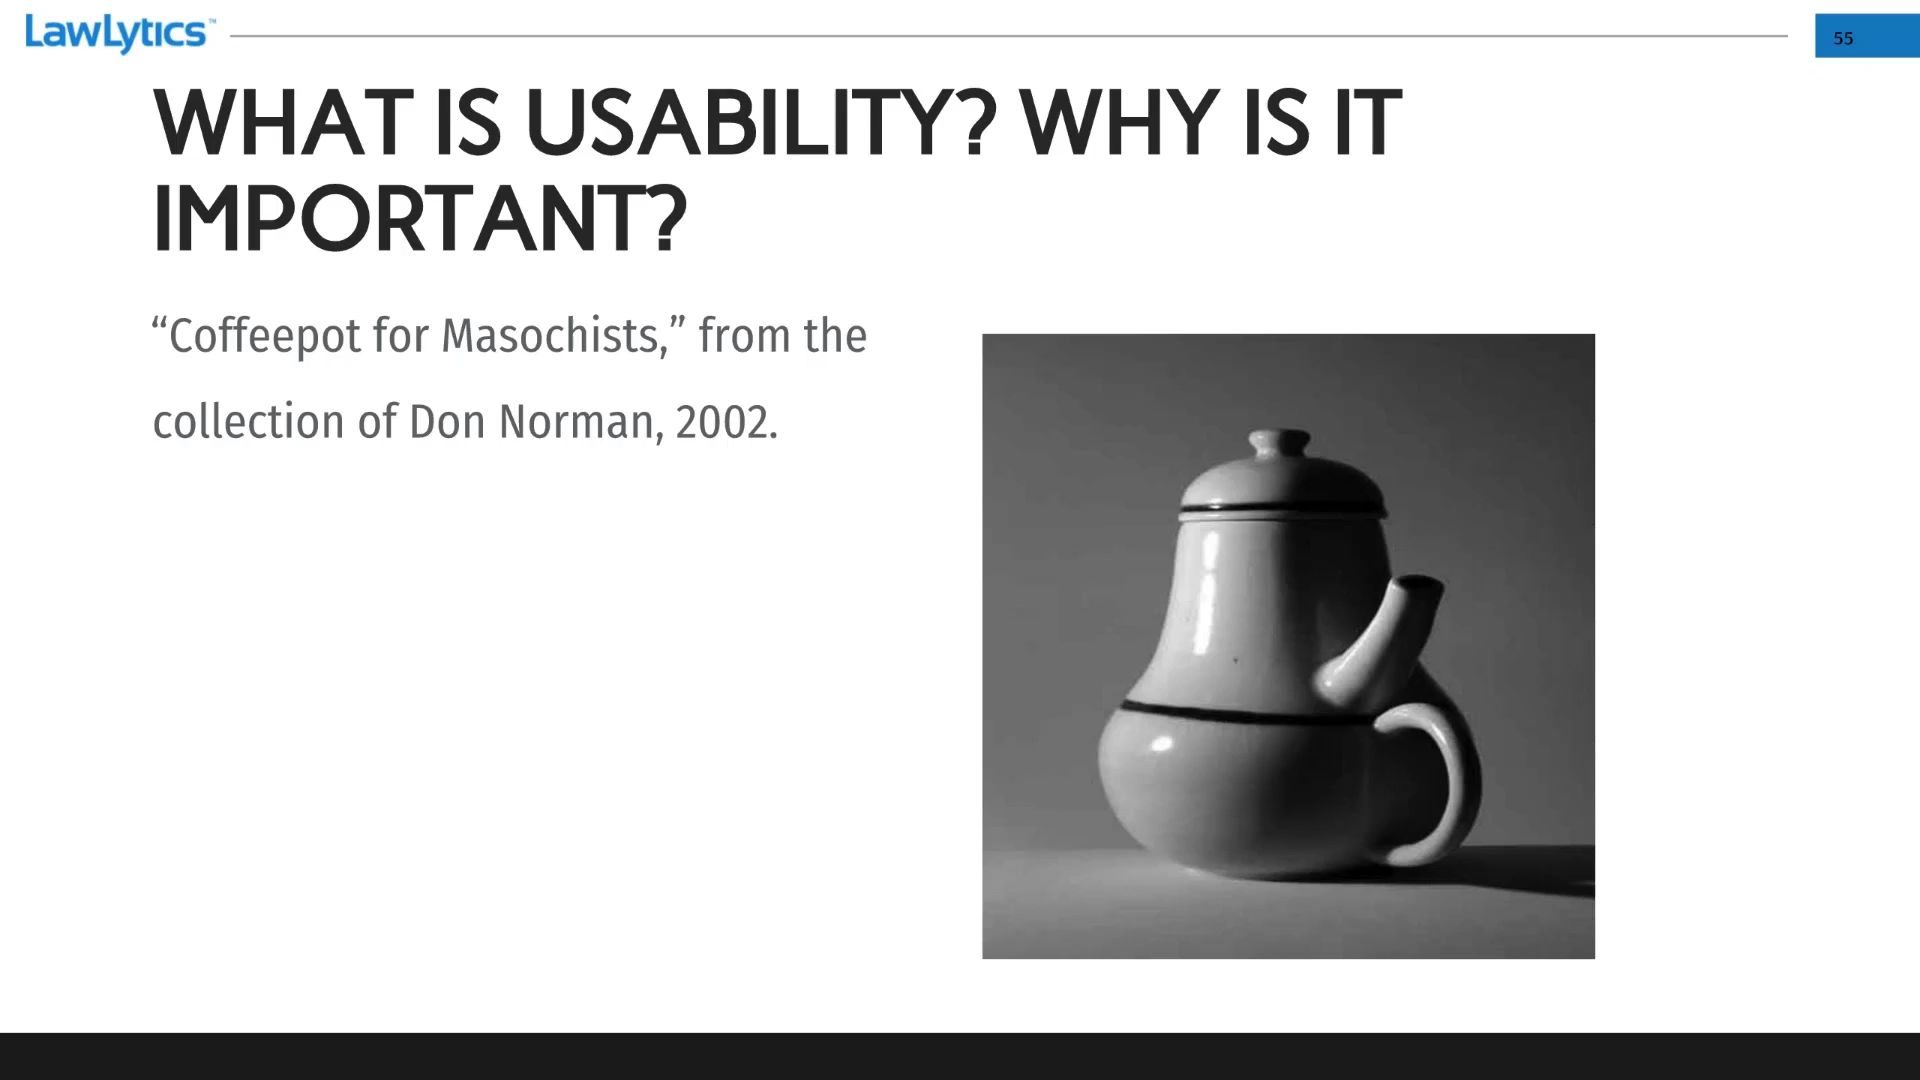 LawLytics™
55
WHAT IS USABILITY? WHY IS IT
IMPORTANT?
“Coffeepot for Masochists,” from the
collection of Don Norman, 2002.